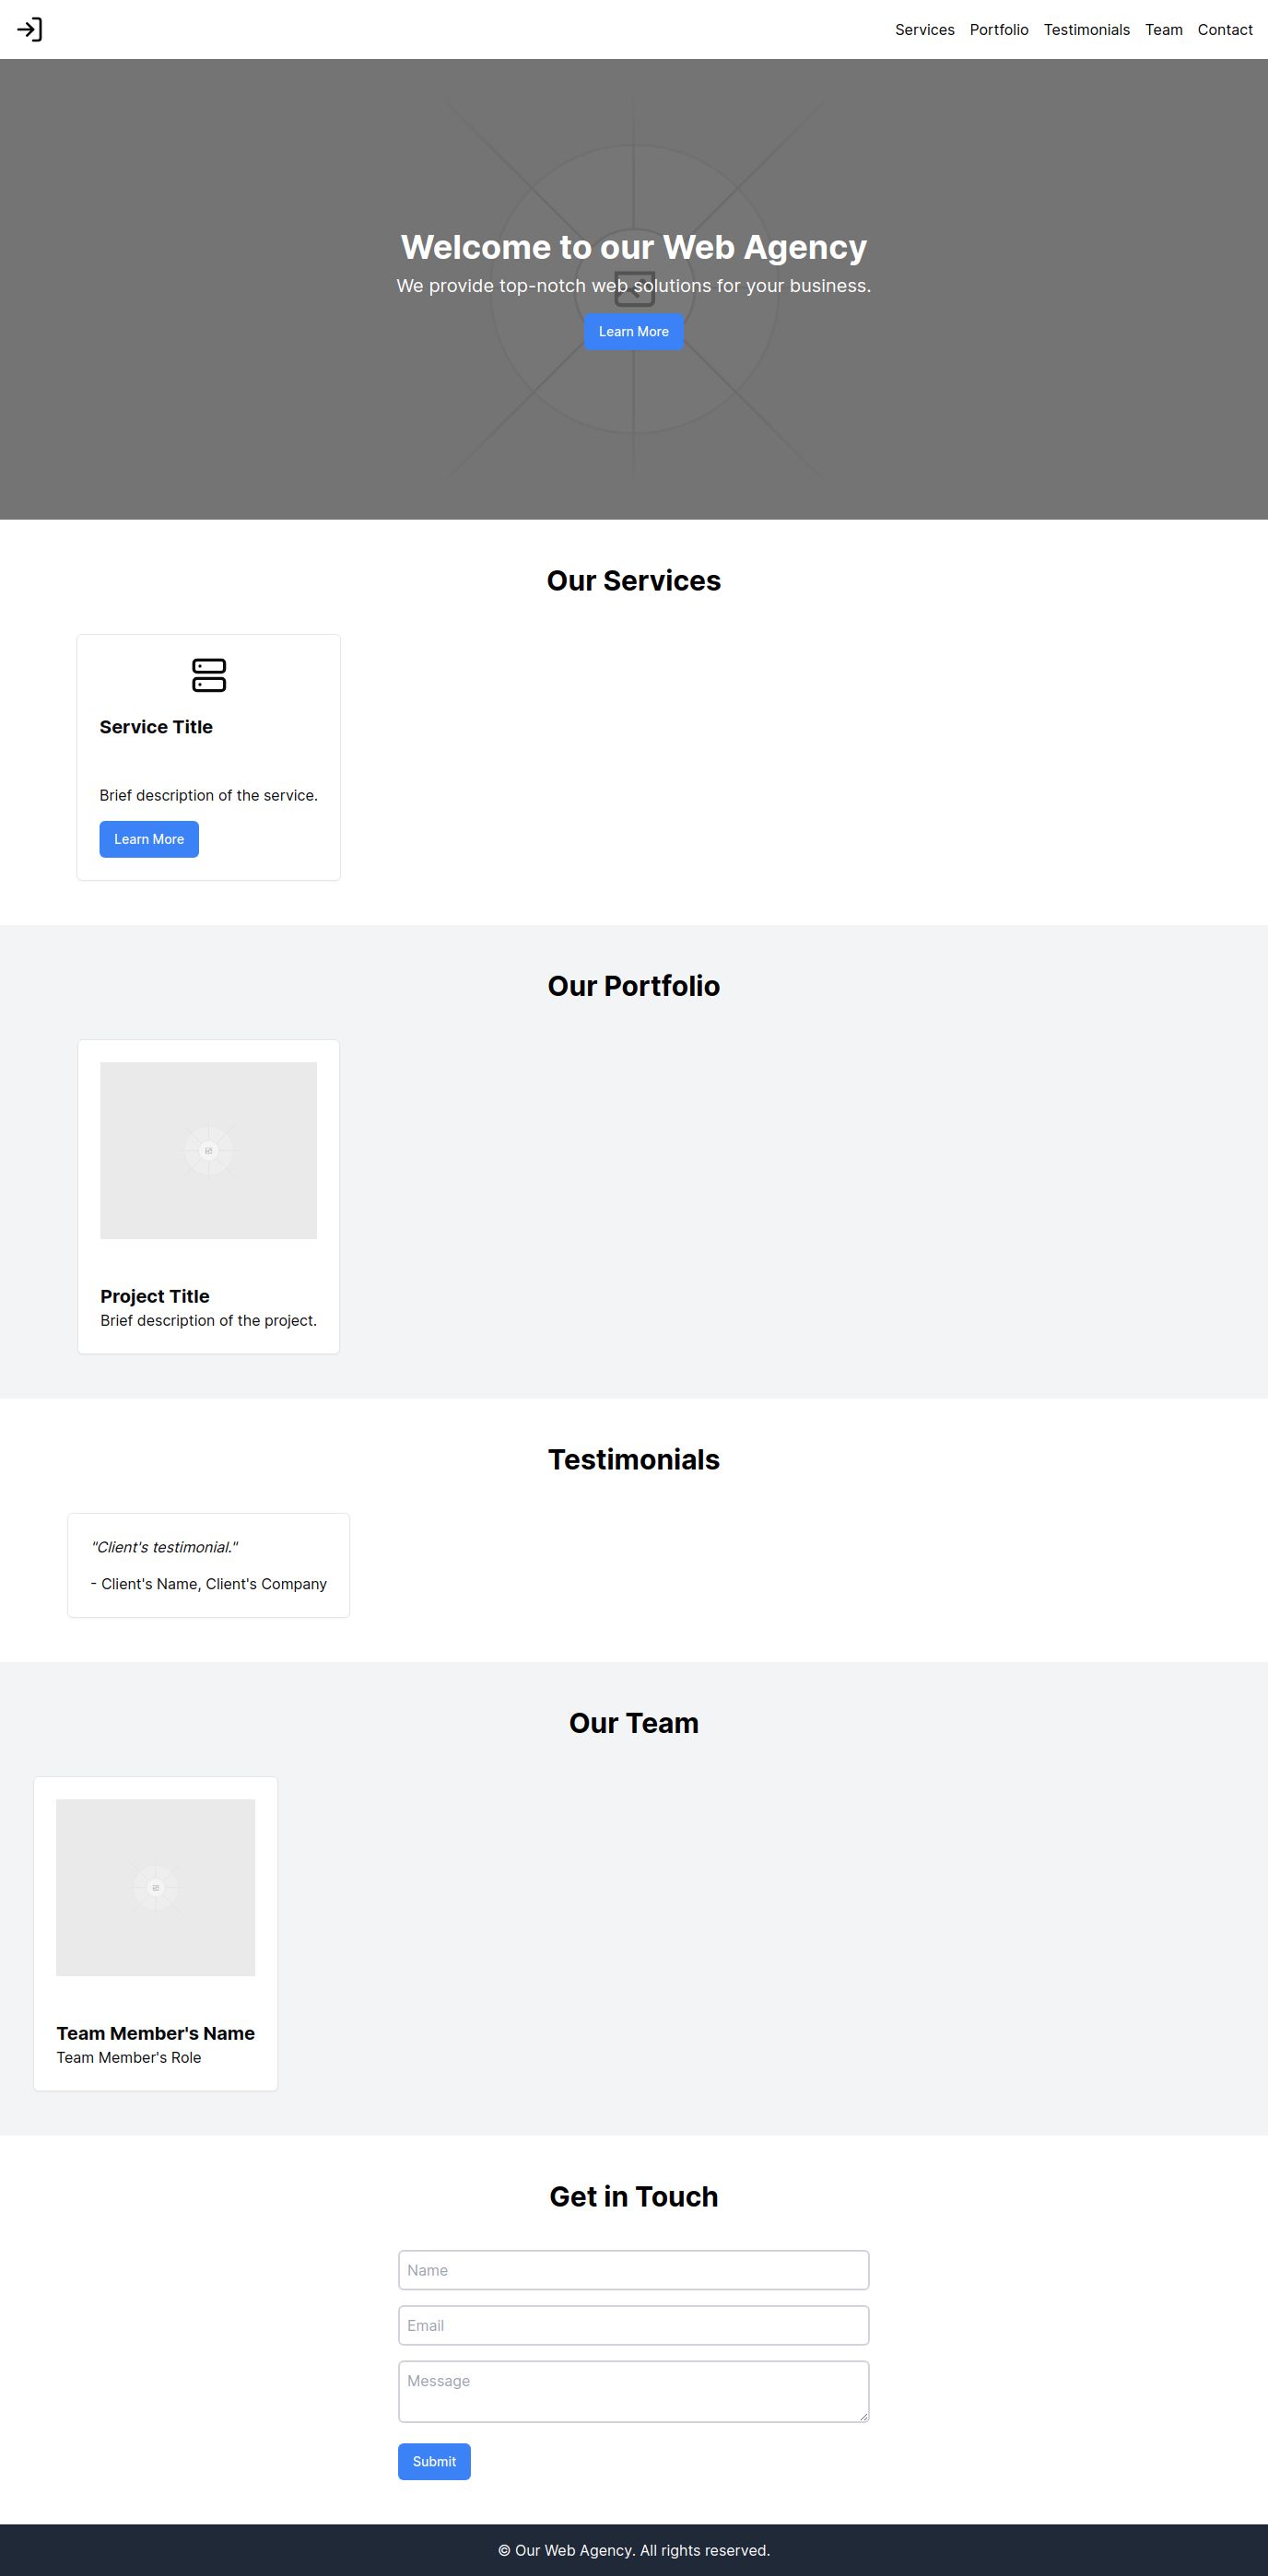 Services Portfolio Testimonials Team Contact
Welcome to our Web Agency
We provide top-notch web solutions for your business.
Learn More
Our Services
Service Title
Brief description of the service.
Learn More
Our Portfolio
Project Title
Brief description of the project.
Testimonials
"Client's testimonial."
- Client's Name, Client's Company
Our Team
Team Member's Name
Team Member's Role
Get in Touch
Name
Email
Message
Submit
© Our Web Agency. All rights reserved.